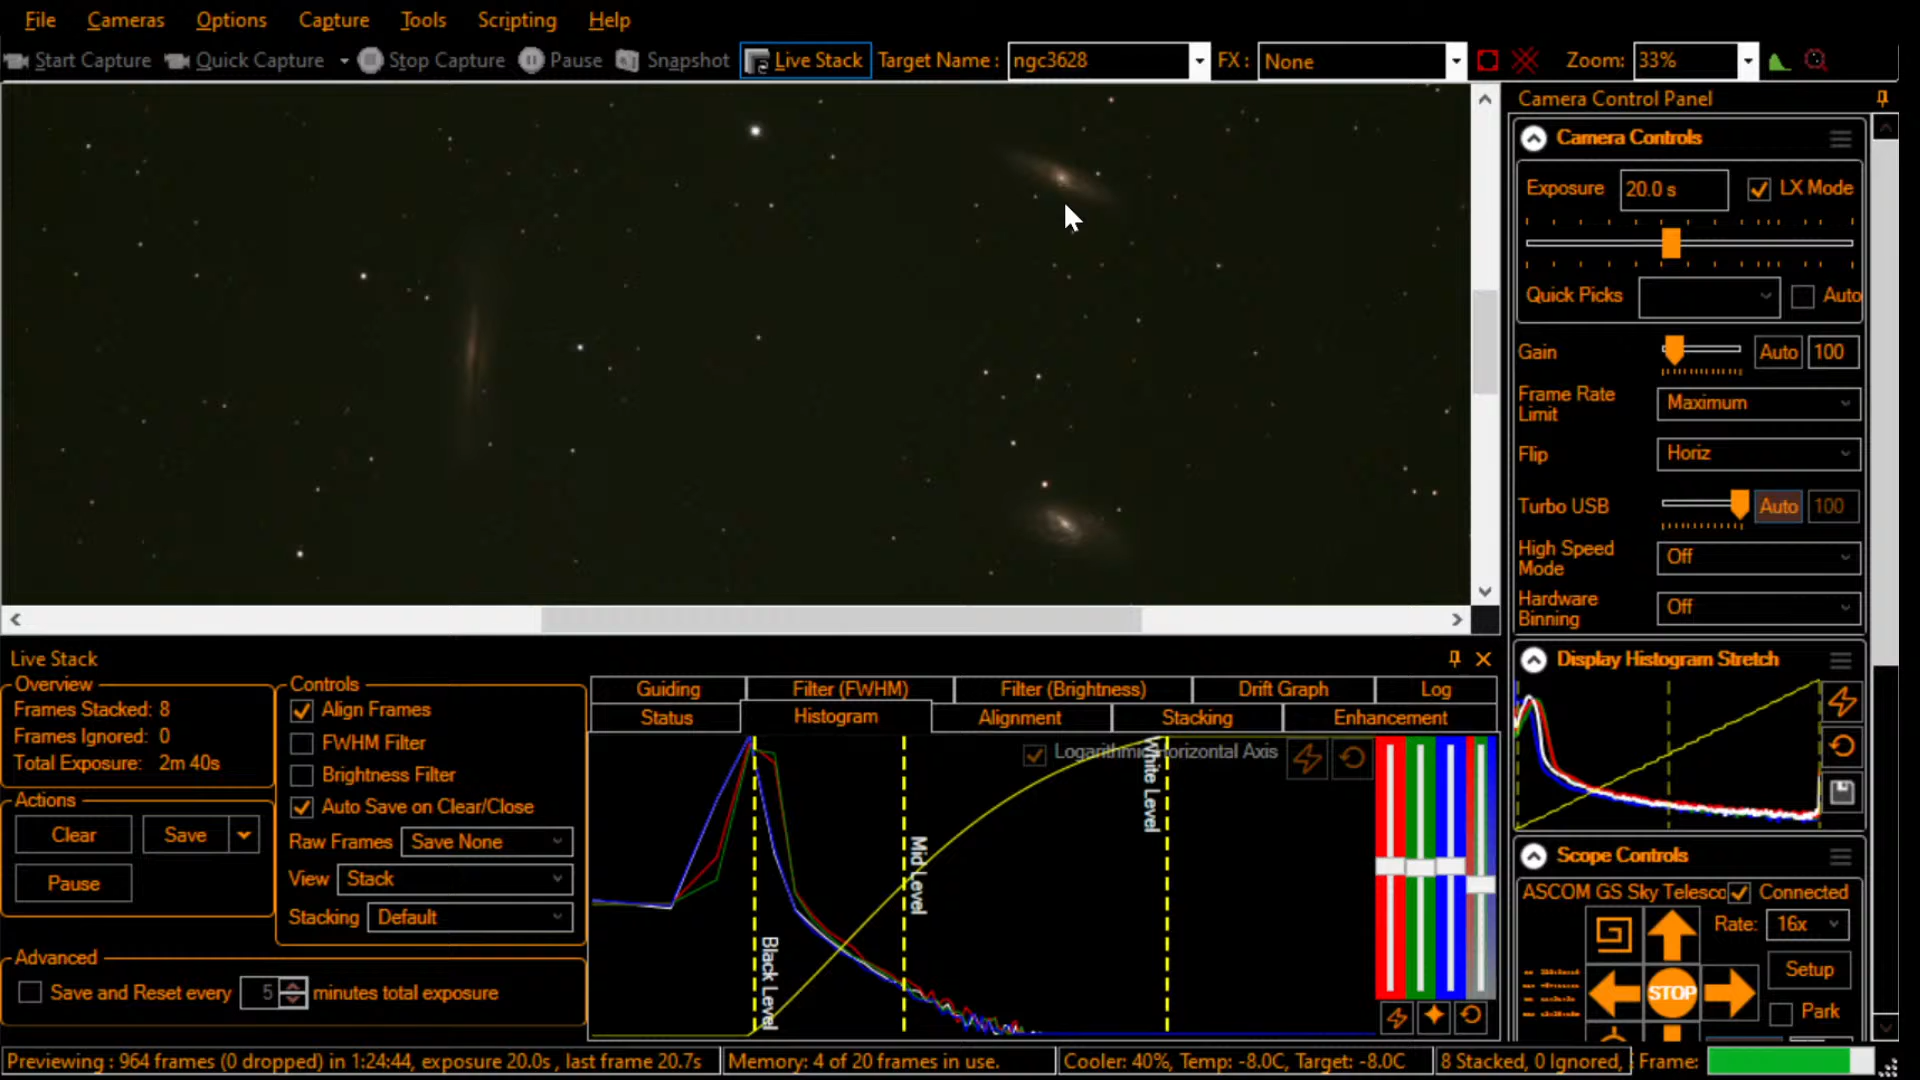 File Cameras Options Capture Tools Scripting Help
Start Capture Quick Capture Stop Capture Pause Snapshot Live Stack Target Name : ngc3628 FX : None Zoom: 33%
Camera Control Panel
Camera Controls
Exposure 20.0 s LX Mode
Quick Picks Auto
Gain Auto 100
Frame Rate Limit Maximum
Flip Horiz
Turbo USB Auto 100
High Speed Mode Off
Hardware Binning Off
Display Histogram Stretch
Scope Controls
ASCOM GS Sky Telesco Connected
Rate: 16x
Setup
STOP
Park
Live Stack
Overview
Frames Stacked: 8
Frames Ignored: 0
Total Exposure: 2m 40s
Actions
Clear Save
Pause
Controls
Align Frames
FWHM Filter
Brightness Filter
Auto Save on Clear/Close
Raw Frames Save None
View Stack
Stacking Default
Advanced
Save and Reset every 5 minutes total exposure
Guiding Filter (FWHM) Filter (Brightness) Drift Graph Log
Status Histogram Alignment Stacking Enhancement
Logarithmic Horizontal Axis
Black Level
Mid Level
White Level
Previewing : 964 frames (0 dropped) in 1:24:44, exposure 20.0s , last frame 20.7s Memory: 4 of 20 frames in use. Cooler: 40%, Temp: -8.0C, Target: -8.0C 8 Stacked, 0 Ignored, Frame: